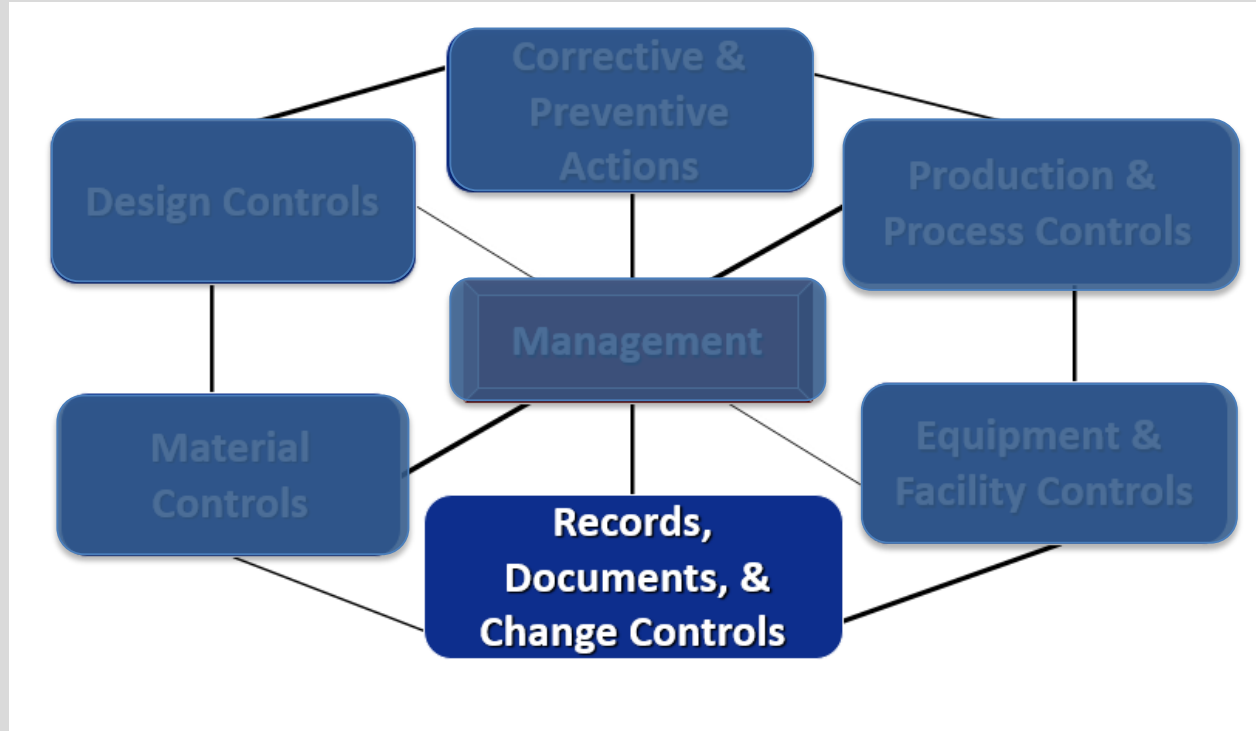 Corrective &
Preventive
Actions
Design Controls
Production &
Process Controls
Management
Material
Controls
Equipment &
Facility Controls
Records,
Documents, &
Change Controls